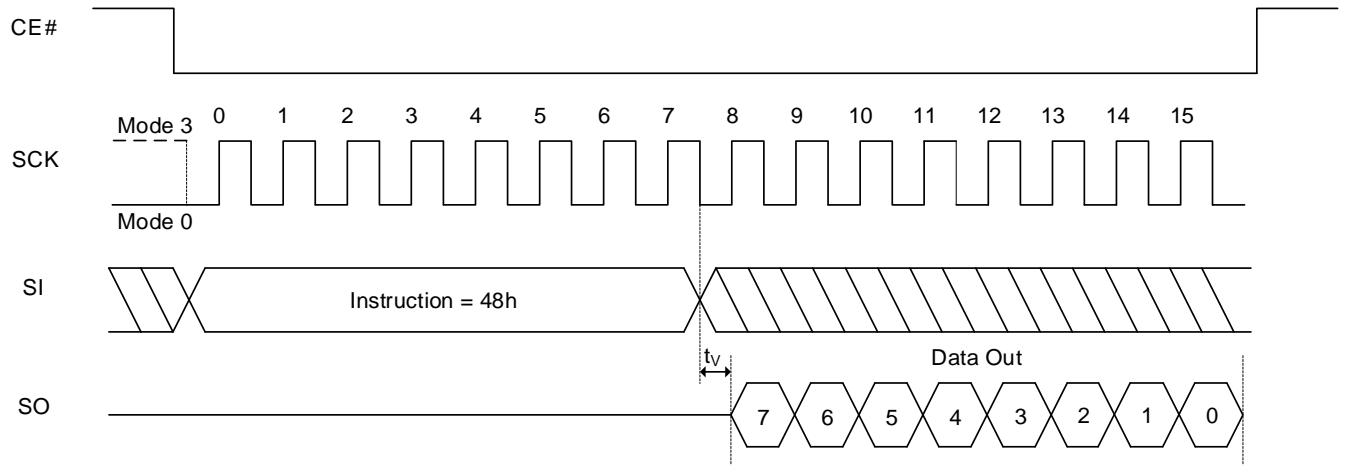 CE#
Mode 3 0 1 2 3 4 5 6 7 8 9 10 11 12 13 14 15
SCK
Mode 0
SI
Instruction = 48h
tV
Data Out
SO
7 6 5 4 3 2 1 0